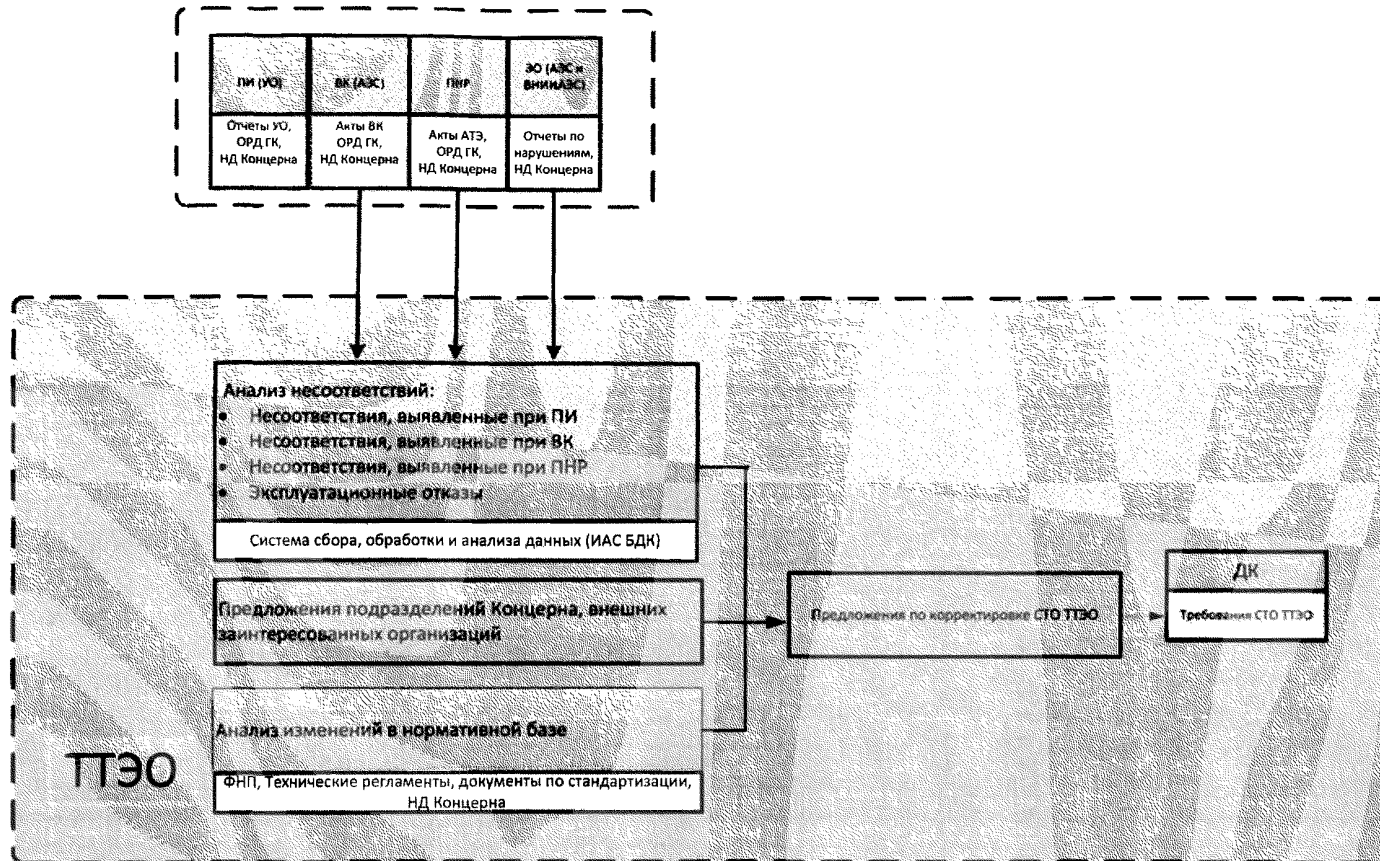 ПИ (УО)
ВК (АЭС)
ПНР
ЭО (АЭС и
ВНИИАЭС)
Отчеты УО,
ОРД ГК,
НД Концерна
Акты ВК
ОРД ГК,
НД Концерна
Акты АТЭ,
ОРД ГК,
НД Концерна
Отчеты по
нарушениям,
НД Концерна
Анализ несоответствий:
• Несоответствия, выявленные при ПИ
• Несоответствия, выявленные при ВК
• Несоответствия, выявленные при ПНР
• Эксплуатационные отказы
Система сбора, обработки и анализа данных (ИАС БДК)
Предложения подразделений Концерна, внешних
заинтересованных организаций
Предложения по корректировке СТО ТТЭО
ДК
Требования СТО ТТЭО
Анализ изменений в нормативной базе
ТТЭО
ФНП, Технические регламенты, документы по стандартизации,
НД Концерна